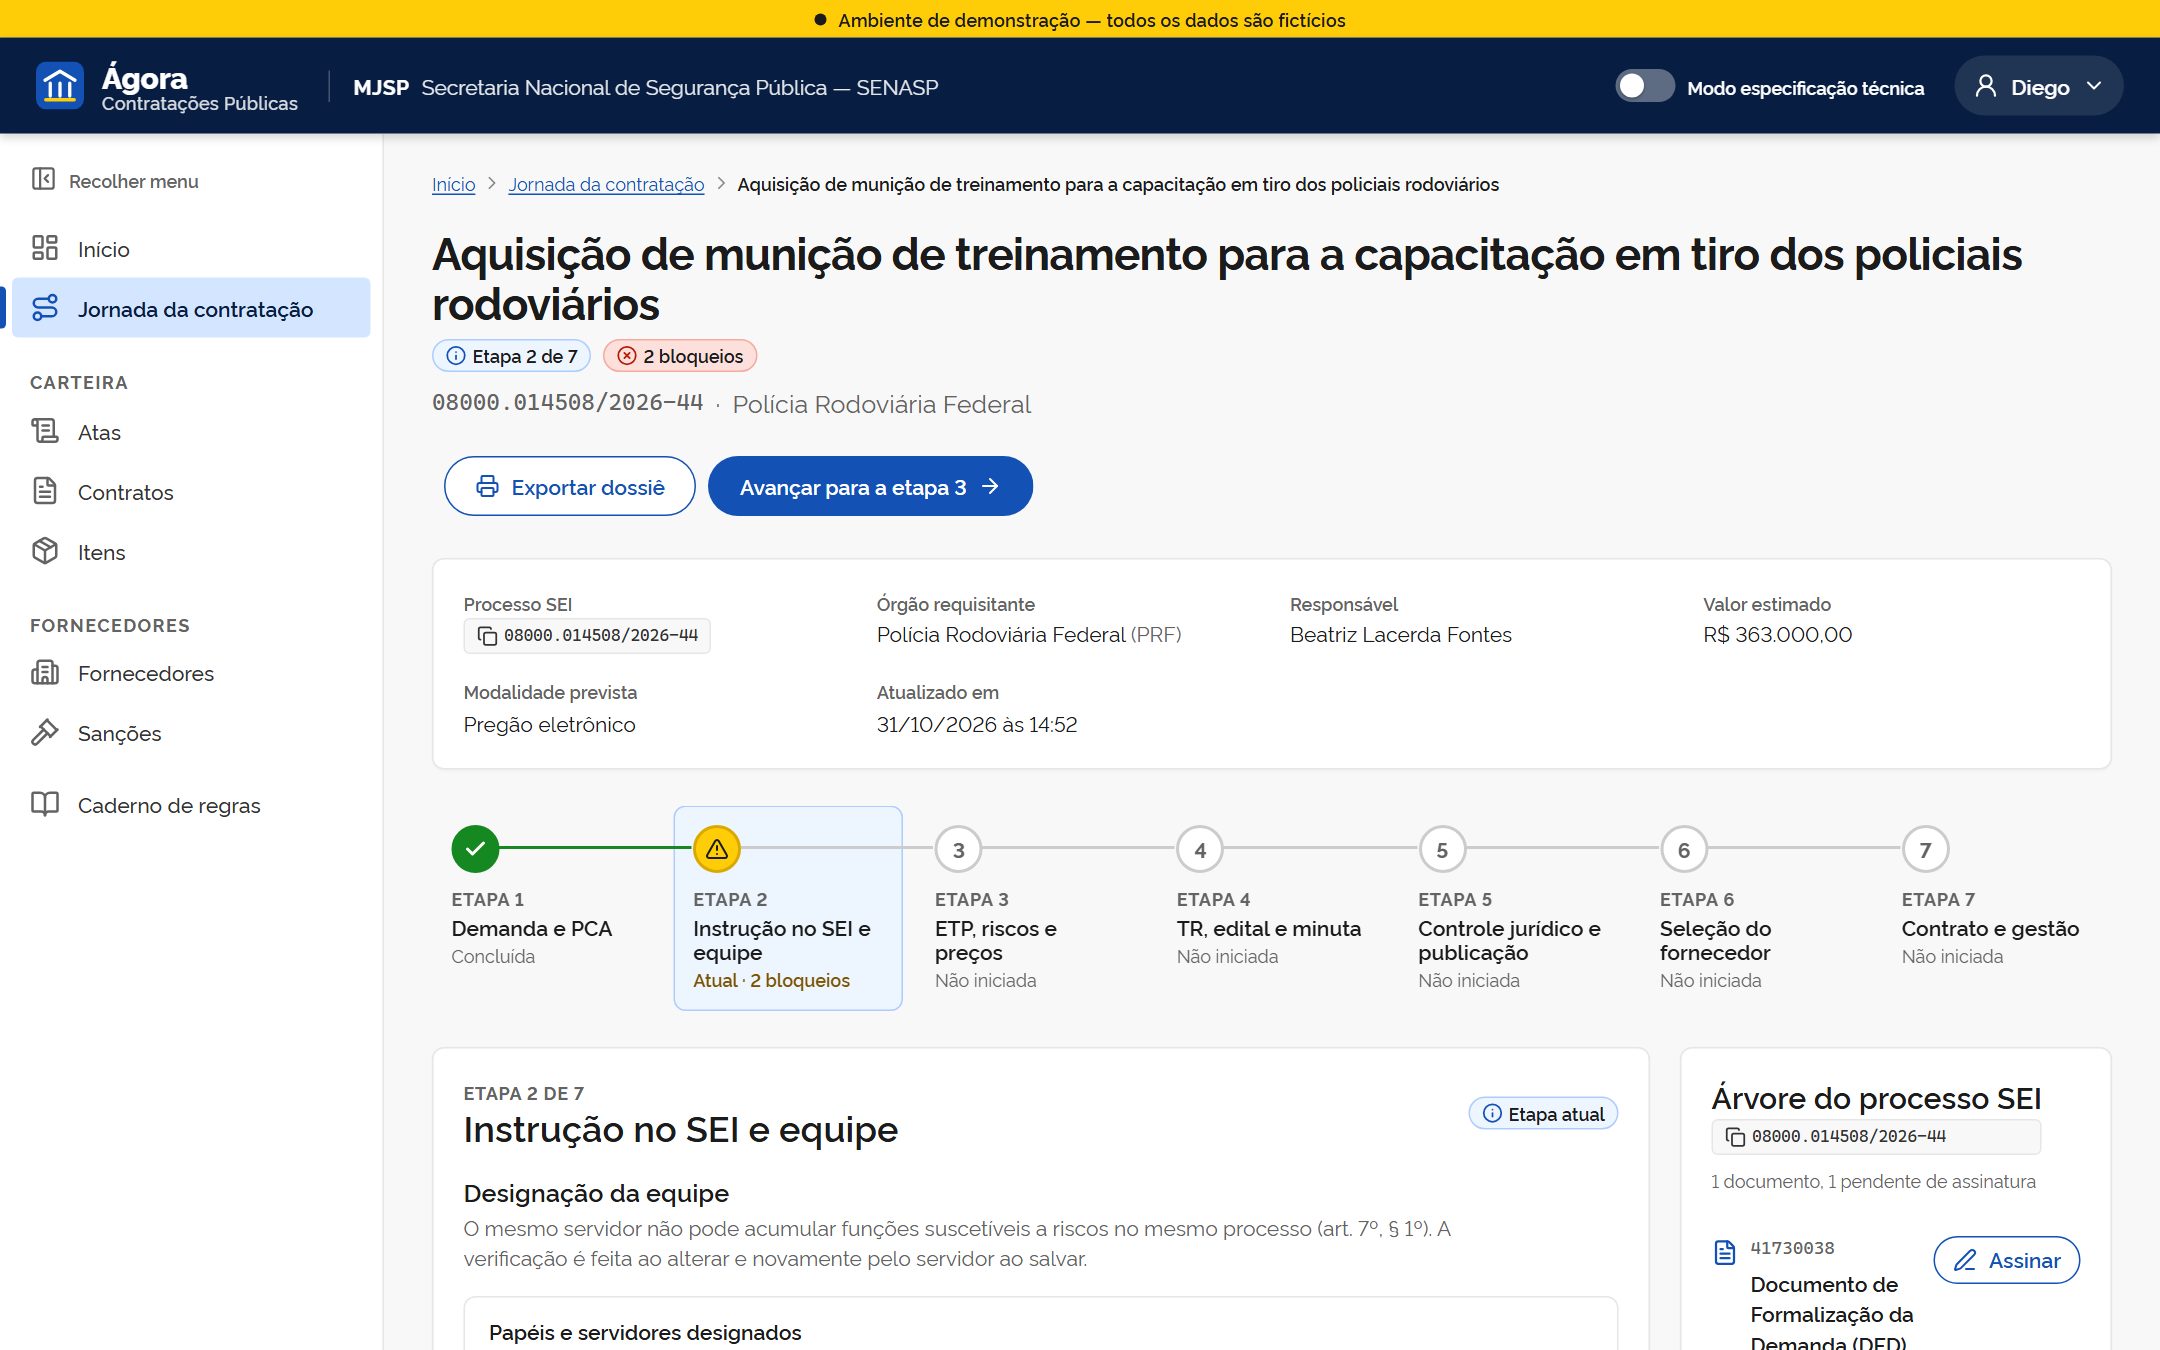 Ambiente de demonstração — todos os dados são fictícios
Ágora
Contratações Públicas
MJSP Secretaria Nacional de Segurança Pública — SENASP
Modo especificação técnica
Diego
Recolher menu
Início
Jornada da contratação
CARTEIRA
Atas
Contratos
Itens
FORNECEDORES
Fornecedores
Sanções
Caderno de regras
Início > Jornada da contratação > Aquisição de munição de treinamento para a capacitação em tiro dos policiais rodoviários
Aquisição de munição de treinamento para a capacitação em tiro dos policiais
rodoviários
Etapa 2 de 7
2 bloqueios
08000.014508/2026-44 · Polícia Rodoviária Federal
Exportar dossiê
Avançar para a etapa 3
Processo SEI
08000.014508/2026-44
Órgão requisitante
Polícia Rodoviária Federal (PRF)
Responsável
Beatriz Lacerda Fontes
Valor estimado
R$ 363.000,00
Modalidade prevista
Pregão eletrônico
Atualizado em
31/10/2026 às 14:52
ETAPA 1
Demanda e PCA
Concluída
ETAPA 2
Instrução no SEI e
equipe
Atual · 2 bloqueios
3
ETAPA 3
ETP, riscos e
preços
Não iniciada
4
ETAPA 4
TR, edital e minuta
Não iniciada
5
ETAPA 5
Controle jurídico e
publicação
Não iniciada
6
ETAPA 6
Seleção do
fornecedor
Não iniciada
7
ETAPA 7
Contrato e gestão
Não iniciada
ETAPA 2 DE 7
Instrução no SEI e equipe
Etapa atual
Designação da equipe
O mesmo servidor não pode acumular funções suscetíveis a riscos no mesmo processo (art. 7º, § 1º). A
verificação é feita ao alterar e novamente pelo servidor ao salvar.
Papéis e servidores designados
Árvore do processo SEI
08000.014508/2026-44
1 documento, 1 pendente de assinatura
41730038
Documento de
Formalização da
Demanda (DFD)
Assinar